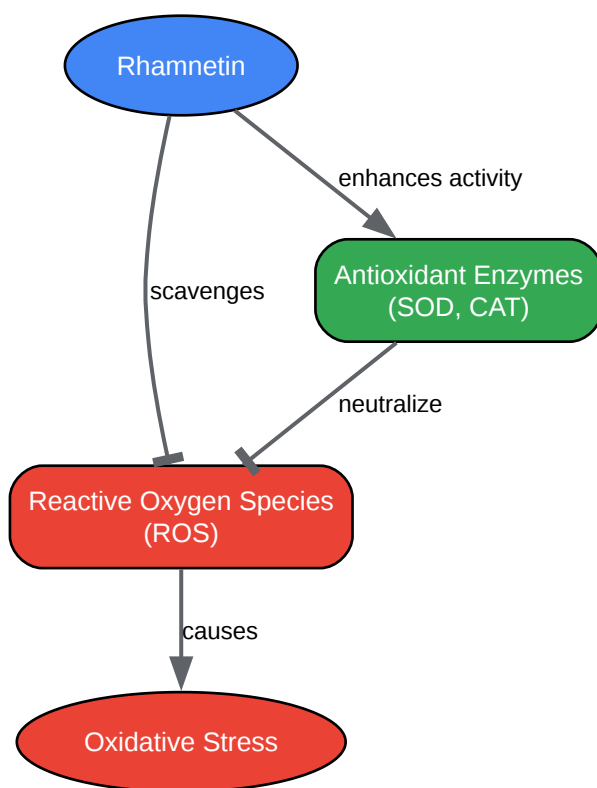 Rhamnetin
enhances activity
Antioxidant Enzymes
(SOD, CAT)
scavenges
neutralize
Reactive Oxygen Species
(ROS)
causes
Oxidative Stress